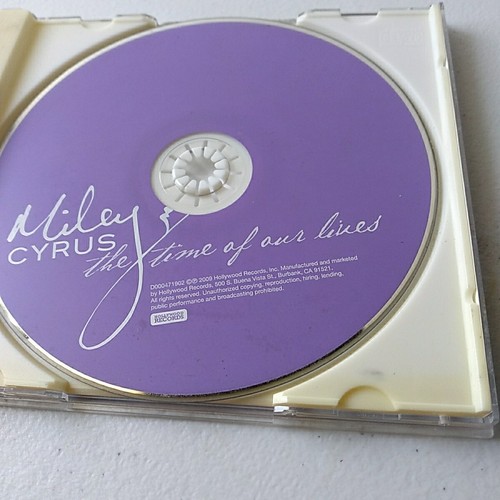 Miley
CYRUS
the time of our lives
D000471902 ©℗ 2009 Hollywood Records, Inc. Manufactured and marketed
by Hollywood Records, 500 S. Buena Vista St., Burbank, CA 91521.
All rights reserved. Unauthorized copying, reproduction, hiring, lending,
public performance and broadcasting prohibited.
HOLLYWOOD
RECORDS